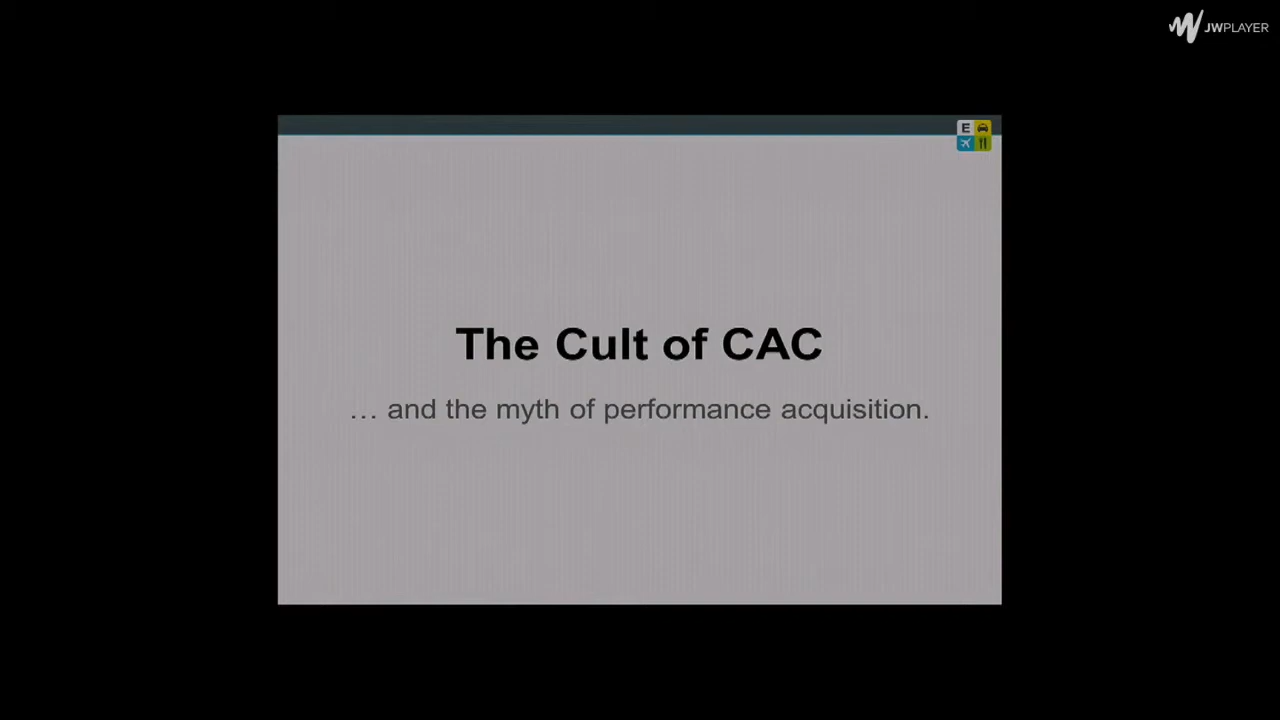 JWPLAYER
E
The Cult of CAC
… and the myth of performance acquisition.